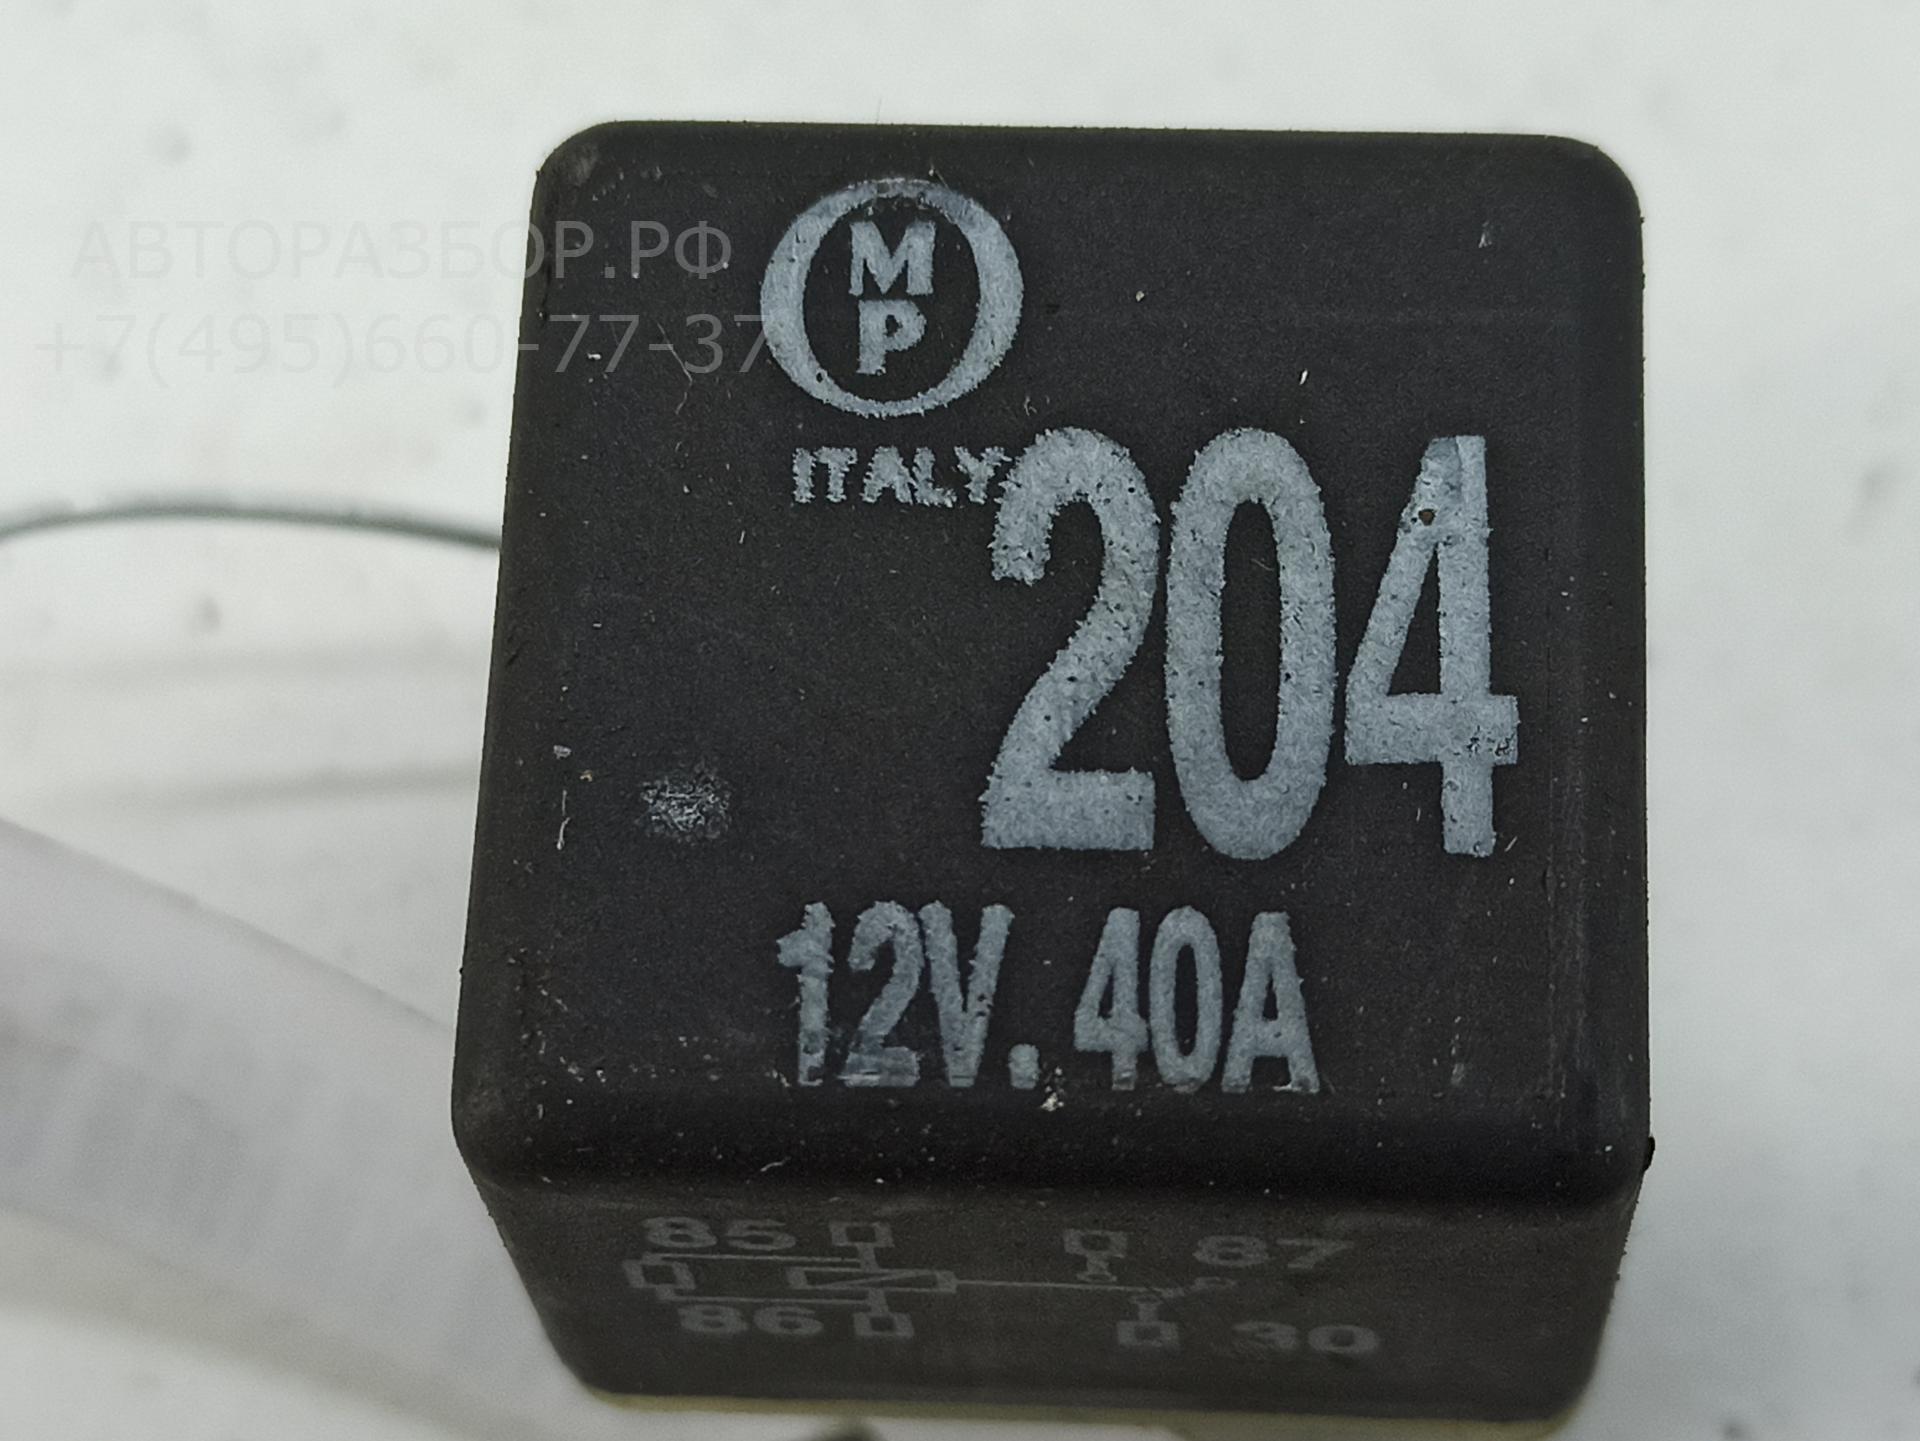 АВТОРАЗБОР.РФ
+7(495)660-77-37
M
P
ITALY
204
12V. 40A
85 87
86 30